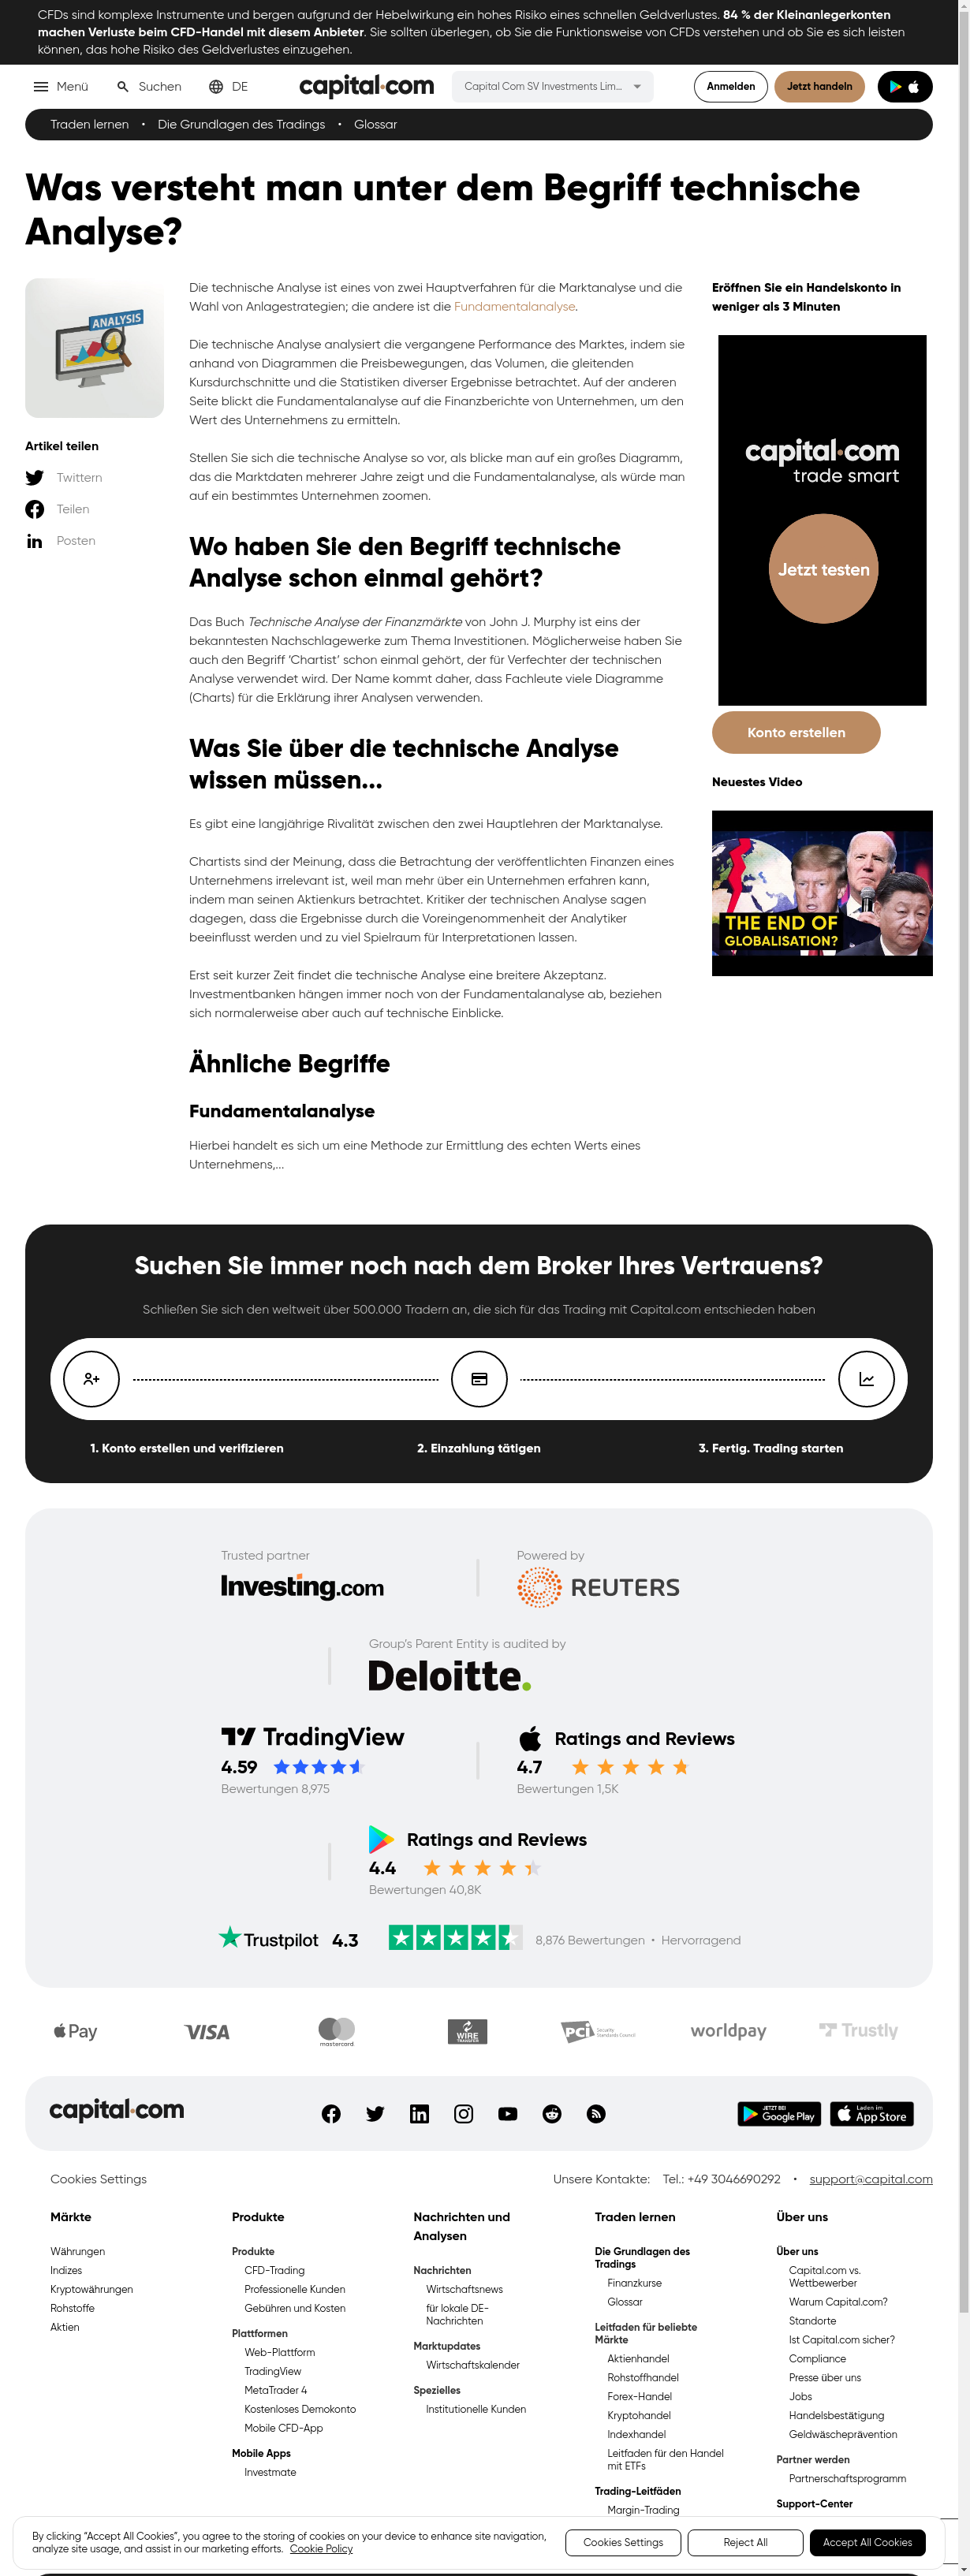 CFDs sind komplexe Instrumente und bergen aufgrund der Hebelwirkung ein hohes Risiko eines schnellen Geldverlustes. 84 % der Kleinanlegerkonten
machen Verluste beim CFD-Handel mit diesem Anbieter. Sie sollten überlegen, ob Sie die Funktionsweise von CFDs verstehen und ob Sie es sich leisten
können, das hohe Risiko des Geldverlustes einzugehen.
Menü
Suchen
DE
capital.com
Capital Com SV Investments Lim...
Anmelden
Jetzt handeln
Traden lernen • Die Grundlagen des Tradings • Glossar
Was versteht man unter dem Begriff technische
Analyse?
ANALYSIS
Artikel teilen
Twittern
Teilen
Posten
Die technische Analyse ist eines von zwei Hauptverfahren für die Marktanalyse und die
Wahl von Anlagestrategien; die andere ist die Fundamentalanalyse.
Die technische Analyse analysiert die vergangene Performance des Marktes, indem sie
anhand von Diagrammen die Preisbewegungen, das Volumen, die gleitenden
Kursdurchschnitte und die Statistiken diverser Ergebnisse betrachtet. Auf der anderen
Seite blickt die Fundamentalanalyse auf die Finanzberichte von Unternehmen, um den
Wert des Unternehmens zu ermitteln.
Stellen Sie sich die technische Analyse so vor, als blicke man auf ein großes Diagramm,
das die Marktdaten mehrerer Jahre zeigt und die Fundamentalanalyse, als würde man
auf ein bestimmtes Unternehmen zoomen.
Wo haben Sie den Begriff technische
Analyse schon einmal gehört?
Das Buch Technische Analyse der Finanzmärkte von John J. Murphy ist eins der
bekanntesten Nachschlagewerke zum Thema Investitionen. Möglicherweise haben Sie
auch den Begriff ‘Chartist’ schon einmal gehört, der für Verfechter der technischen
Analyse verwendet wird. Der Name kommt daher, dass Fachleute viele Diagramme
(Charts) für die Erklärung ihrer Analysen verwenden.
Was Sie über die technische Analyse
wissen müssen...
Es gibt eine langjährige Rivalität zwischen den zwei Hauptlehren der Marktanalyse.
Chartists sind der Meinung, dass die Betrachtung der veröffentlichten Finanzen eines
Unternehmens irrelevant ist, weil man mehr über ein Unternehmen erfahren kann,
indem man seinen Aktienkurs betrachtet. Kritiker der technischen Analyse sagen
dagegen, dass die Ergebnisse durch die Voreingenommenheit der Analytiker
beeinflusst werden und zu viel Spielraum für Interpretationen lassen.
Erst seit kurzer Zeit findet die technische Analyse eine breitere Akzeptanz.
Investmentbanken hängen immer noch von der Fundamentalanalyse ab, beziehen
sich normalerweise aber auch auf technische Einblicke.
Ähnliche Begriffe
Fundamentalanalyse
Hierbei handelt es sich um eine Methode zur Ermittlung des echten Werts eines
Unternehmens,...
Eröffnen Sie ein Handelskonto in
weniger als 3 Minuten
capital.com
trade smart
Jetzt testen
Konto erstellen
Neuestes Video
THE END OF
GLOBALISATION?
Suchen Sie immer noch nach dem Broker Ihres Vertrauens?
Schließen Sie sich den weltweit über 500.000 Tradern an, die sich für das Trading mit Capital.com entschieden haben
1. Konto erstellen und verifizieren
2. Einzahlung tätigen
3. Fertig. Trading starten
Trusted partner
Investing.com
Powered by
REUTERS
Group's Parent Entity is audited by
Deloitte.
TradingView
4.59
Bewertungen 8,975
Ratings and Reviews
4.7
Bewertungen 1,5K
Ratings and Reviews
4.4
Bewertungen 40,8K
Trustpilot 4.3
8,876 Bewertungen • Hervorragend
Pay
VISA
mastercard
WIRE
TRANSFER
PCi Security
Standards Council
worldpay
Trustly
capital.com
JETZT BEI
Google Play
Laden im
App Store
Cookies Settings
Unsere Kontakte: Tel.: +49 3046690292 • support@capital.com
Märkte
Währungen
Indizes
Kryptowährungen
Rohstoffe
Aktien
Produkte
Produkte
CFD-Trading
Professionelle Kunden
Gebühren und Kosten
Plattformen
Web-Plattform
TradingView
MetaTrader 4
Kostenloses Demokonto
Mobile CFD-App
Mobile Apps
Investmate
Nachrichten und
Analysen
Nachrichten
Wirtschaftsnews
für lokale DE-
Nachrichten
Marktupdates
Wirtschaftskalender
Spezielles
Institutionelle Kunden
Traden lernen
Die Grundlagen des
Tradings
Finanzkurse
Glossar
Leitfaden für beliebte
Märkte
Aktienhandel
Rohstoffhandel
Forex-Handel
Kryptohandel
Indexhandel
Leitfaden für den Handel
mit ETFs
Trading-Leitfäden
Margin-Trading
Über uns
Über uns
Capital.com vs.
Wettbewerber
Warum Capital.com?
Standorte
Ist Capital.com sicher?
Compliance
Presse über uns
Jobs
Handelsbestätigung
Geldwäscheprävention
Partner werden
Partnerschaftsprogramm
Support-Center
By clicking “Accept All Cookies”, you agree to the storing of cookies on your device to enhance site navigation,
analyze site usage, and assist in our marketing efforts. Cookie Policy
Cookies Settings
Reject All
Accept All Cookies